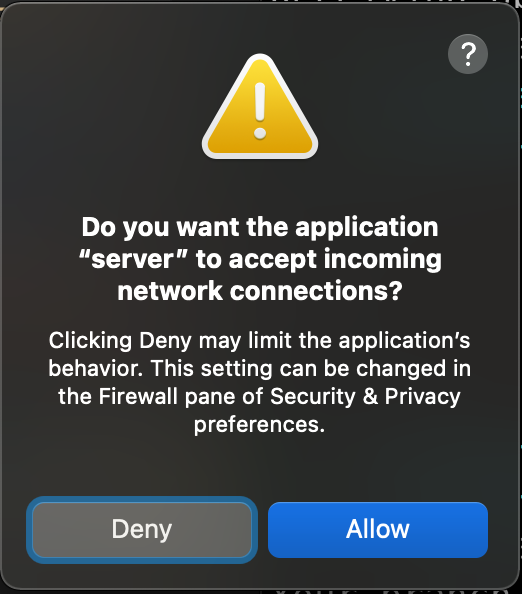 ?
Do you want the application
“server” to accept incoming
network connections?
Clicking Deny may limit the application’s
behavior. This setting can be changed in
the Firewall pane of Security & Privacy
preferences.
Deny
Allow